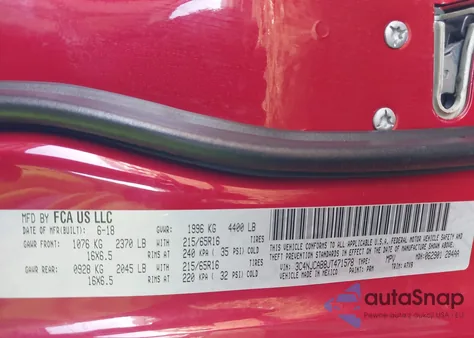 MFD BY FCA US LLC
DATE OF MFR(BUILT): 6-18 GVWR: 1996 KG 4400 LB
GAWR FRONT: 1076 KG 2370 LB WITH 215/65R16 TIRES
16X6.5 RIMS AT 240 KPA ( 35 PSI) COLD
GAWR REAR: 0928 KG 2045 LB WITH 215/65R16 TIRES
16X6.5 RIMS AT 220 KPA ( 32 PSI) COLD
THIS VEHICLE CONFORMS TO ALL APPLICABLE U.S.A. FEDERAL MOTOR VEHICLE SAFETY
BUMPER, AND THEFT PREVENTION STANDARDS IN EFFECT ON THE DATE OF MANUFACTURE SHOWN ABOVE.
VEHICLE MADE IN MEXICO
VIN: TYPE: MPV MDH:
PAINT: PRM TRIM:
autoSnap